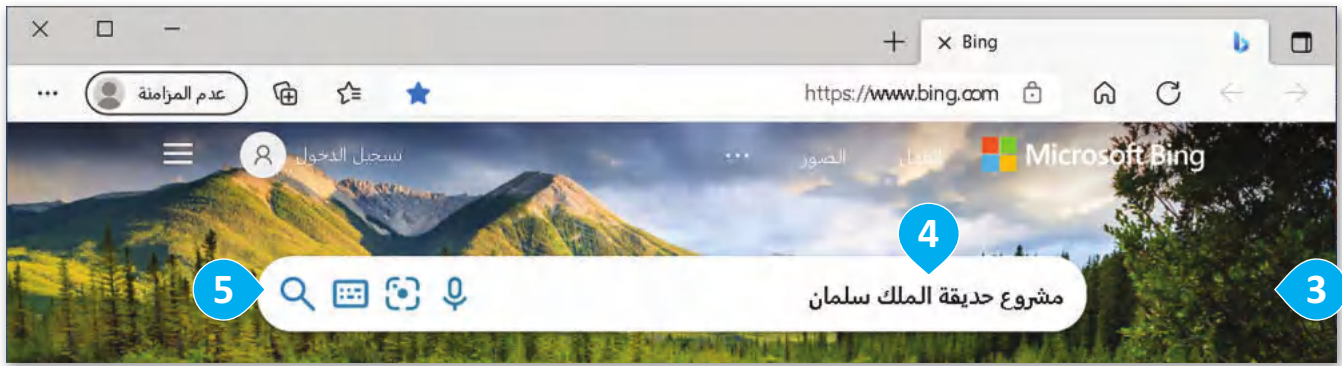 Bing
عدم المزامنة
https://www.bing.com
Microsoft Bing
الصور
...
تسجيل الدخول
4
مشروع حديقة الملك سلمان
3
5